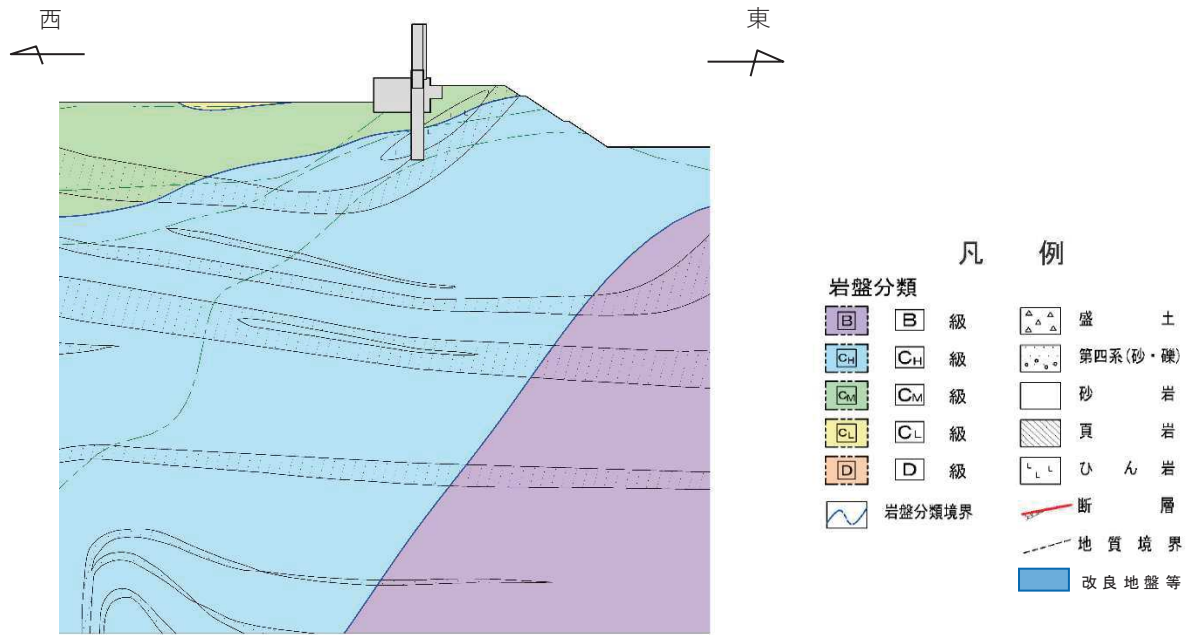 西
東
凡 例
岩盤分類
B B 級
CH CH 級
CM CM 級
CL CL 級
D D 級
岩盤分類境界
盛 土
第四系(砂・礫)
砂 岩
頁 岩
ひ ん 岩
断 層
地 質 境 界
改 良 地 盤 等